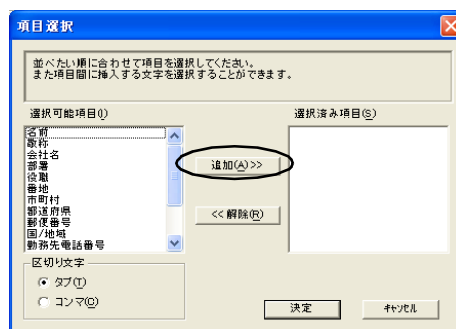 項目選択
並べたい順に合わせて項目を選択してください。
また項目間に挿入する文字を選択することができます。
選択可能項目(I)
名前
敬称
会社名
部署
役職
番地
市町村
都道府県
郵便番号
国/地域
勤務先電話番号
追加(A)>>
<<解除(R)
選択済み項目(S)
区切り文字
タブ(T)
コンマ(C)
決定
キャンセル